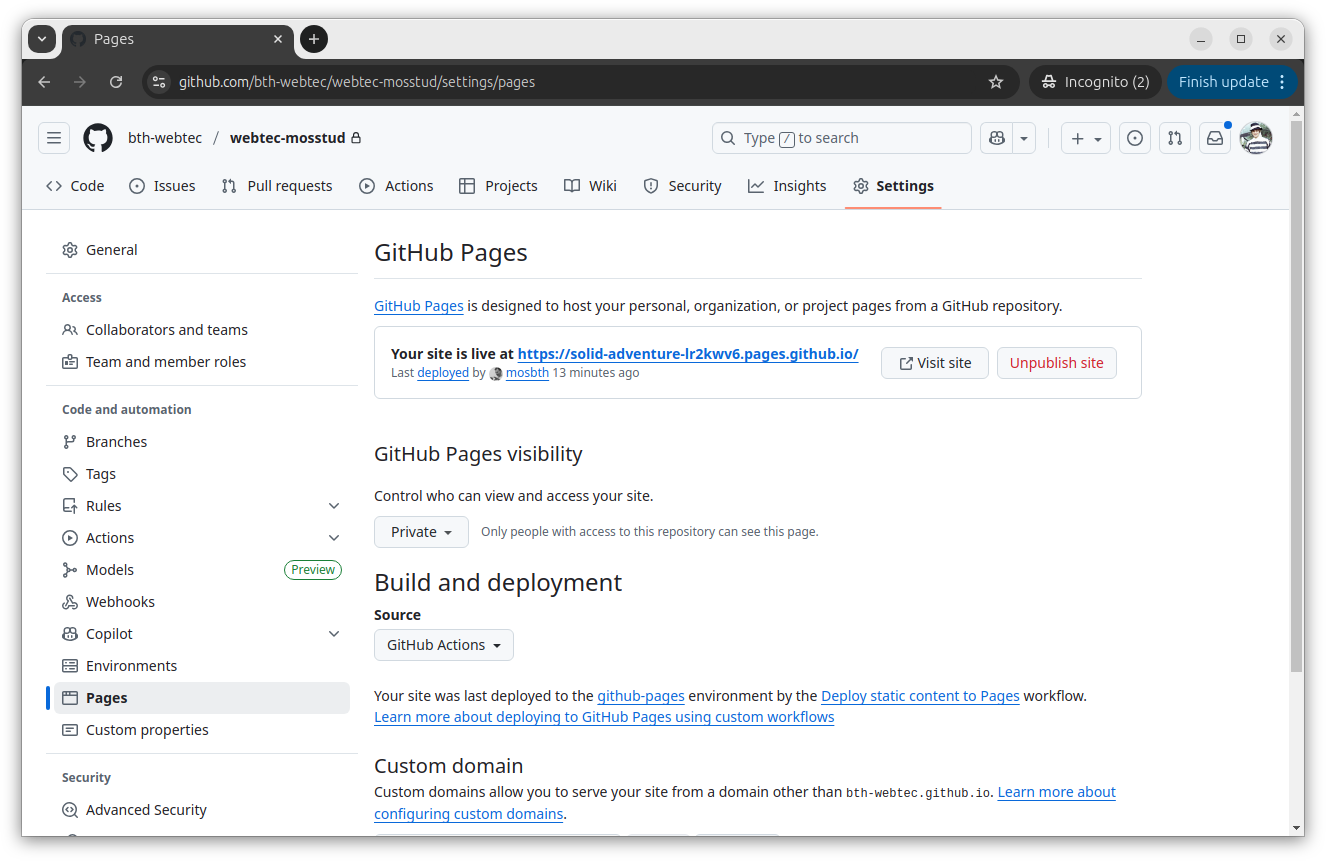 Pages
github.com/bth-webtec/webtec-mosstud/settings/pages
Incognito (2)
Finish update
bth-webtec / webtec-mosstud
Type / to search
Code
Issues
Pull requests
Actions
Projects
Wiki
Security
Insights
Settings
General
Access
Collaborators and teams
Team and member roles
Code and automation
Branches
Tags
Rules
Actions
Models
Preview
Webhooks
Copilot
Environments
Pages
Custom properties
Security
Advanced Security
GitHub Pages
GitHub Pages is designed to host your personal, organization, or project pages from a GitHub repository.
Your site is live at https://solid-adventure-lr2kwv6.pages.github.io/
Last deployed by mosbth 13 minutes ago
Visit site
Unpublish site
GitHub Pages visibility
Control who can view and access your site.
Private
Only people with access to this repository can see this page.
Build and deployment
Source
GitHub Actions
Your site was last deployed to the github-pages environment by the Deploy static content to Pages workflow.
Learn more about deploying to GitHub Pages using custom workflows
Custom domain
Custom domains allow you to serve your site from a domain other than bth-webtec.github.io. Learn more about
configuring custom domains.